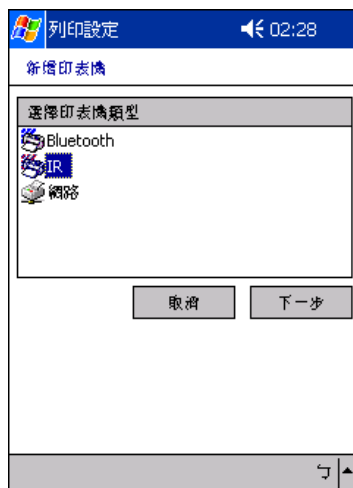 列印設定 02:28
新增印表機
選擇印表機類型
Bluetooth
IR
網路
取消 下一步
ㄅ